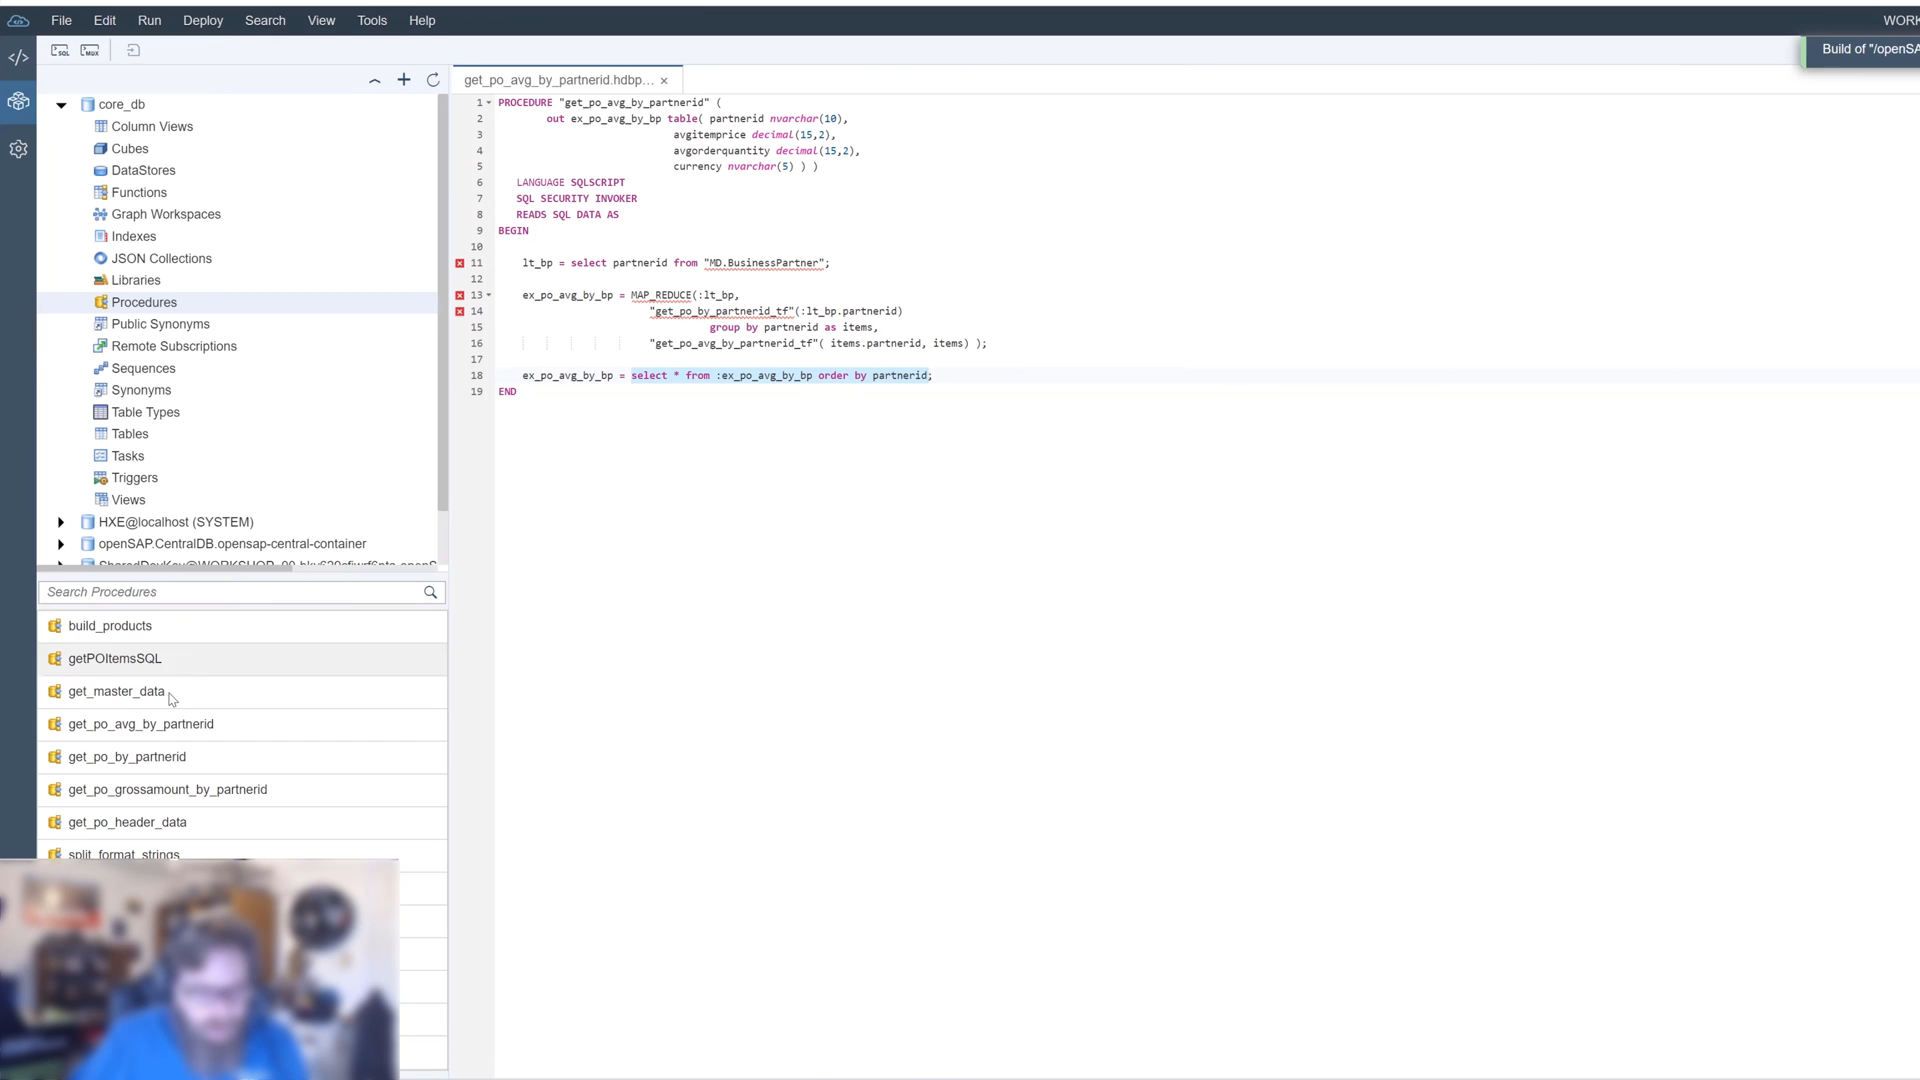 File Edit Run Deploy Search View Tools Help
WORK
Build of "/openSA
get_po_avg_by_partnerid.hdbp... ×
core_db
Column Views
Cubes
DataStores
Functions
Graph Workspaces
Indexes
JSON Collections
Libraries
Procedures
Public Synonyms
Remote Subscriptions
Sequences
Synonyms
Table Types
Tables
Tasks
Triggers
Views
HXE@localhost (SYSTEM)
openSAP.CentralDB.opensap-central-container
Search Procedures
build_products
getPOItemsSQL
get_master_data
get_po_avg_by_partnerid
get_po_by_partnerid
get_po_grossamount_by_partnerid
get_po_header_data
split_format_strings
1 PROCEDURE "get_po_avg_by_partnerid" (
2 out ex_po_avg_by_bp table( partnerid nvarchar(10),
3 avgitemprice decimal(15,2),
4 avgorderquantity decimal(15,2),
5 currency nvarchar(5) ) )
6 LANGUAGE SQLSCRIPT
7 SQL SECURITY INVOKER
8 READS SQL DATA AS
9 BEGIN
10
11 lt_bp = select partnerid from "MD.BusinessPartner";
12
13 ex_po_avg_by_bp = MAP_REDUCE(:lt_bp,
14 "get_po_by_partnerid_tf"(:lt_bp.partnerid)
15 group by partnerid as items,
16 "get_po_avg_by_partnerid_tf"( items.partnerid, items) );
17
18 ex_po_avg_by_bp = select * from :ex_po_avg_by_bp order by partnerid;
19 END